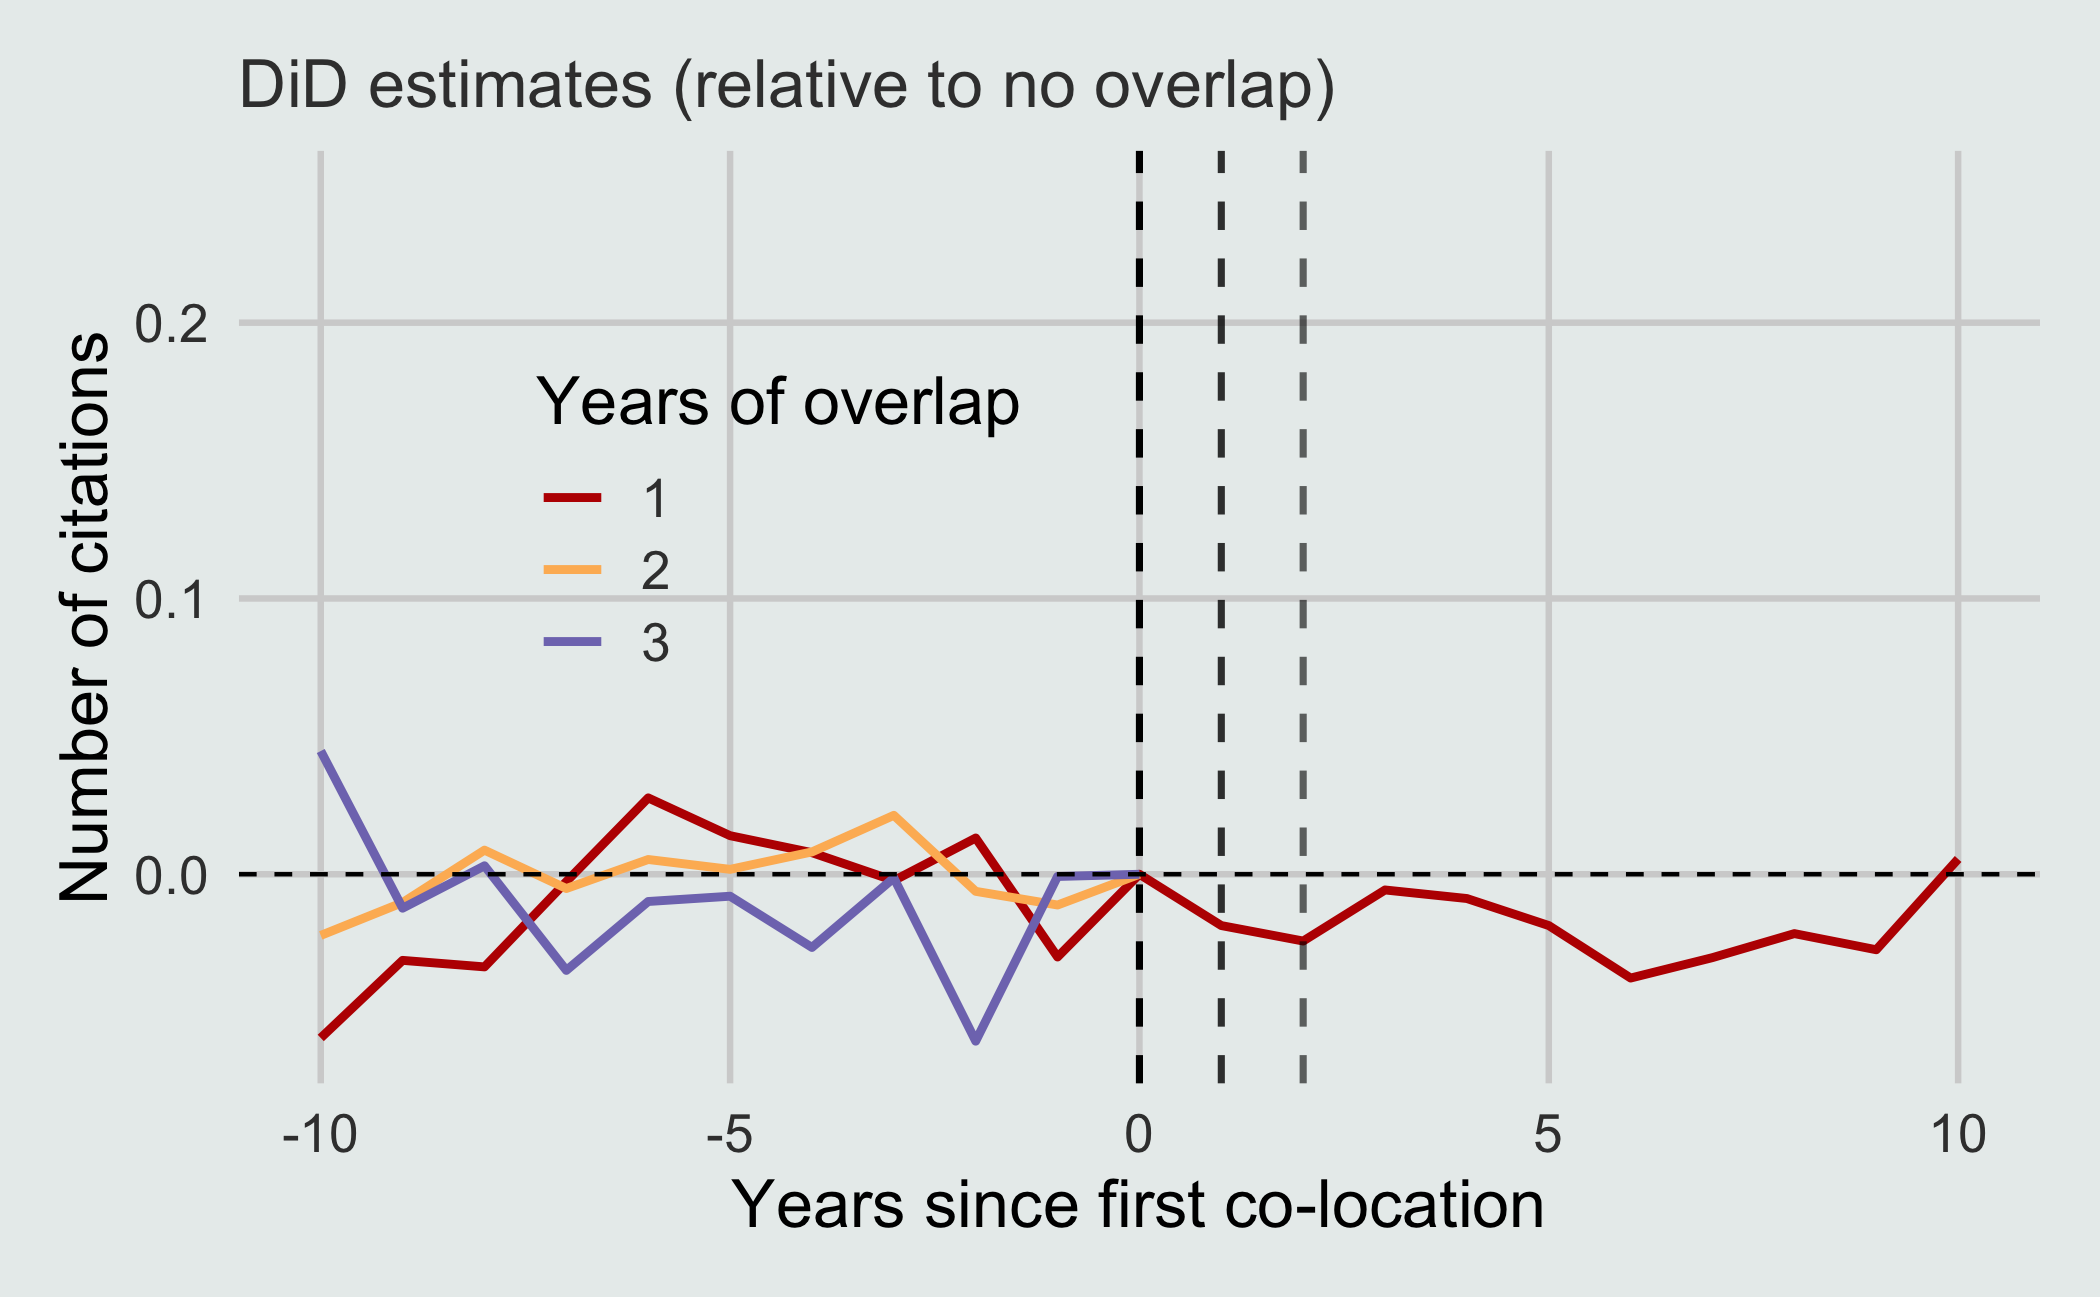 DiD estimates (relative to no overlap)
Number of citations
0.2
0.1
0.0
Years of overlap
1
2
3
-10
-5
0
5
10
Years since first co-location